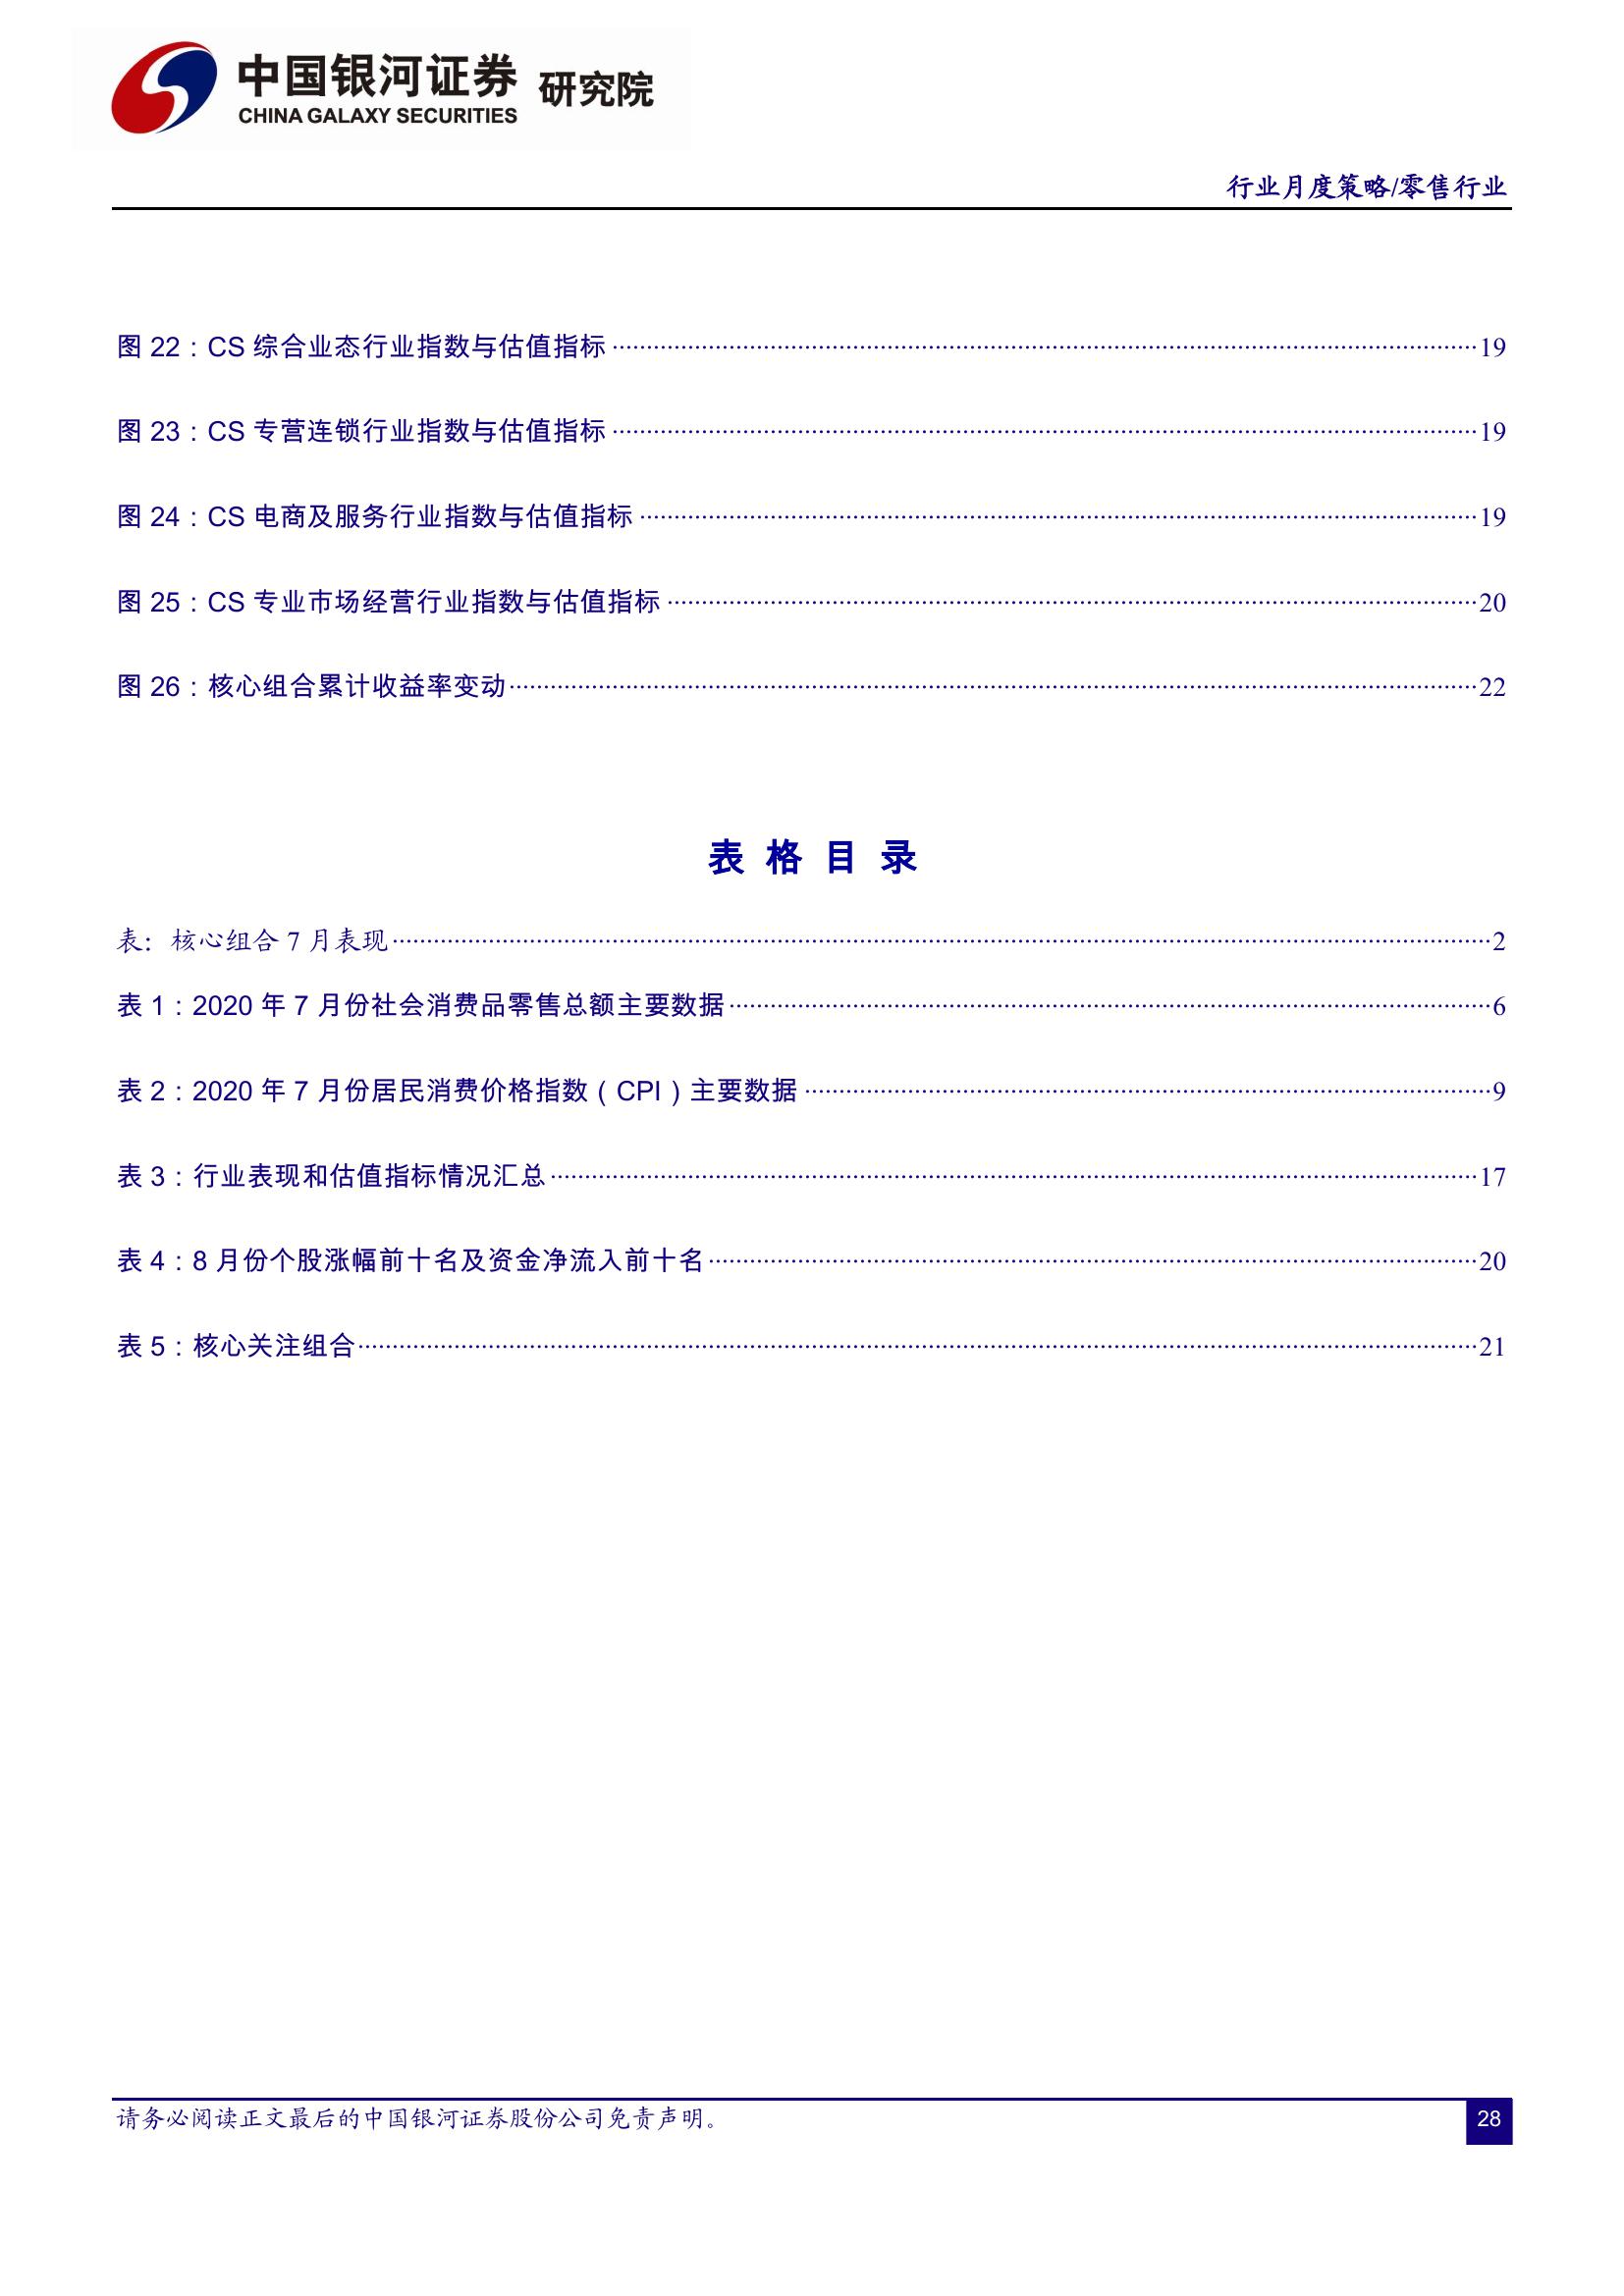 中国银河证券 研究院
CHINA GALAXY SECURITIES
行业月度策略/零售行业
图 22：CS 综合业态行业指数与估值指标 ········ 19
图 23：CS 专营连锁行业指数与估值指标 ········ 19
图 24：CS 电商及服务行业指数与估值指标 ········ 19
图 25：CS 专业市场经营行业指数与估值指标 ········ 20
图 26：核心组合累计收益率变动 ········ 22
表 格 目 录
表：核心组合 7 月表现 ········ 2
表 1：2020 年 7 月份社会消费品零售总额主要数据 ········ 6
表 2：2020 年 7 月份居民消费价格指数（CPI）主要数据 ········ 9
表 3：行业表现和估值指标情况汇总 ········ 17
表 4：8 月份个股涨幅前十名及资金净流入前十名 ········ 20
表 5：核心关注组合 ········ 21
请务必阅读正文最后的中国银河证券股份公司免责声明。
28